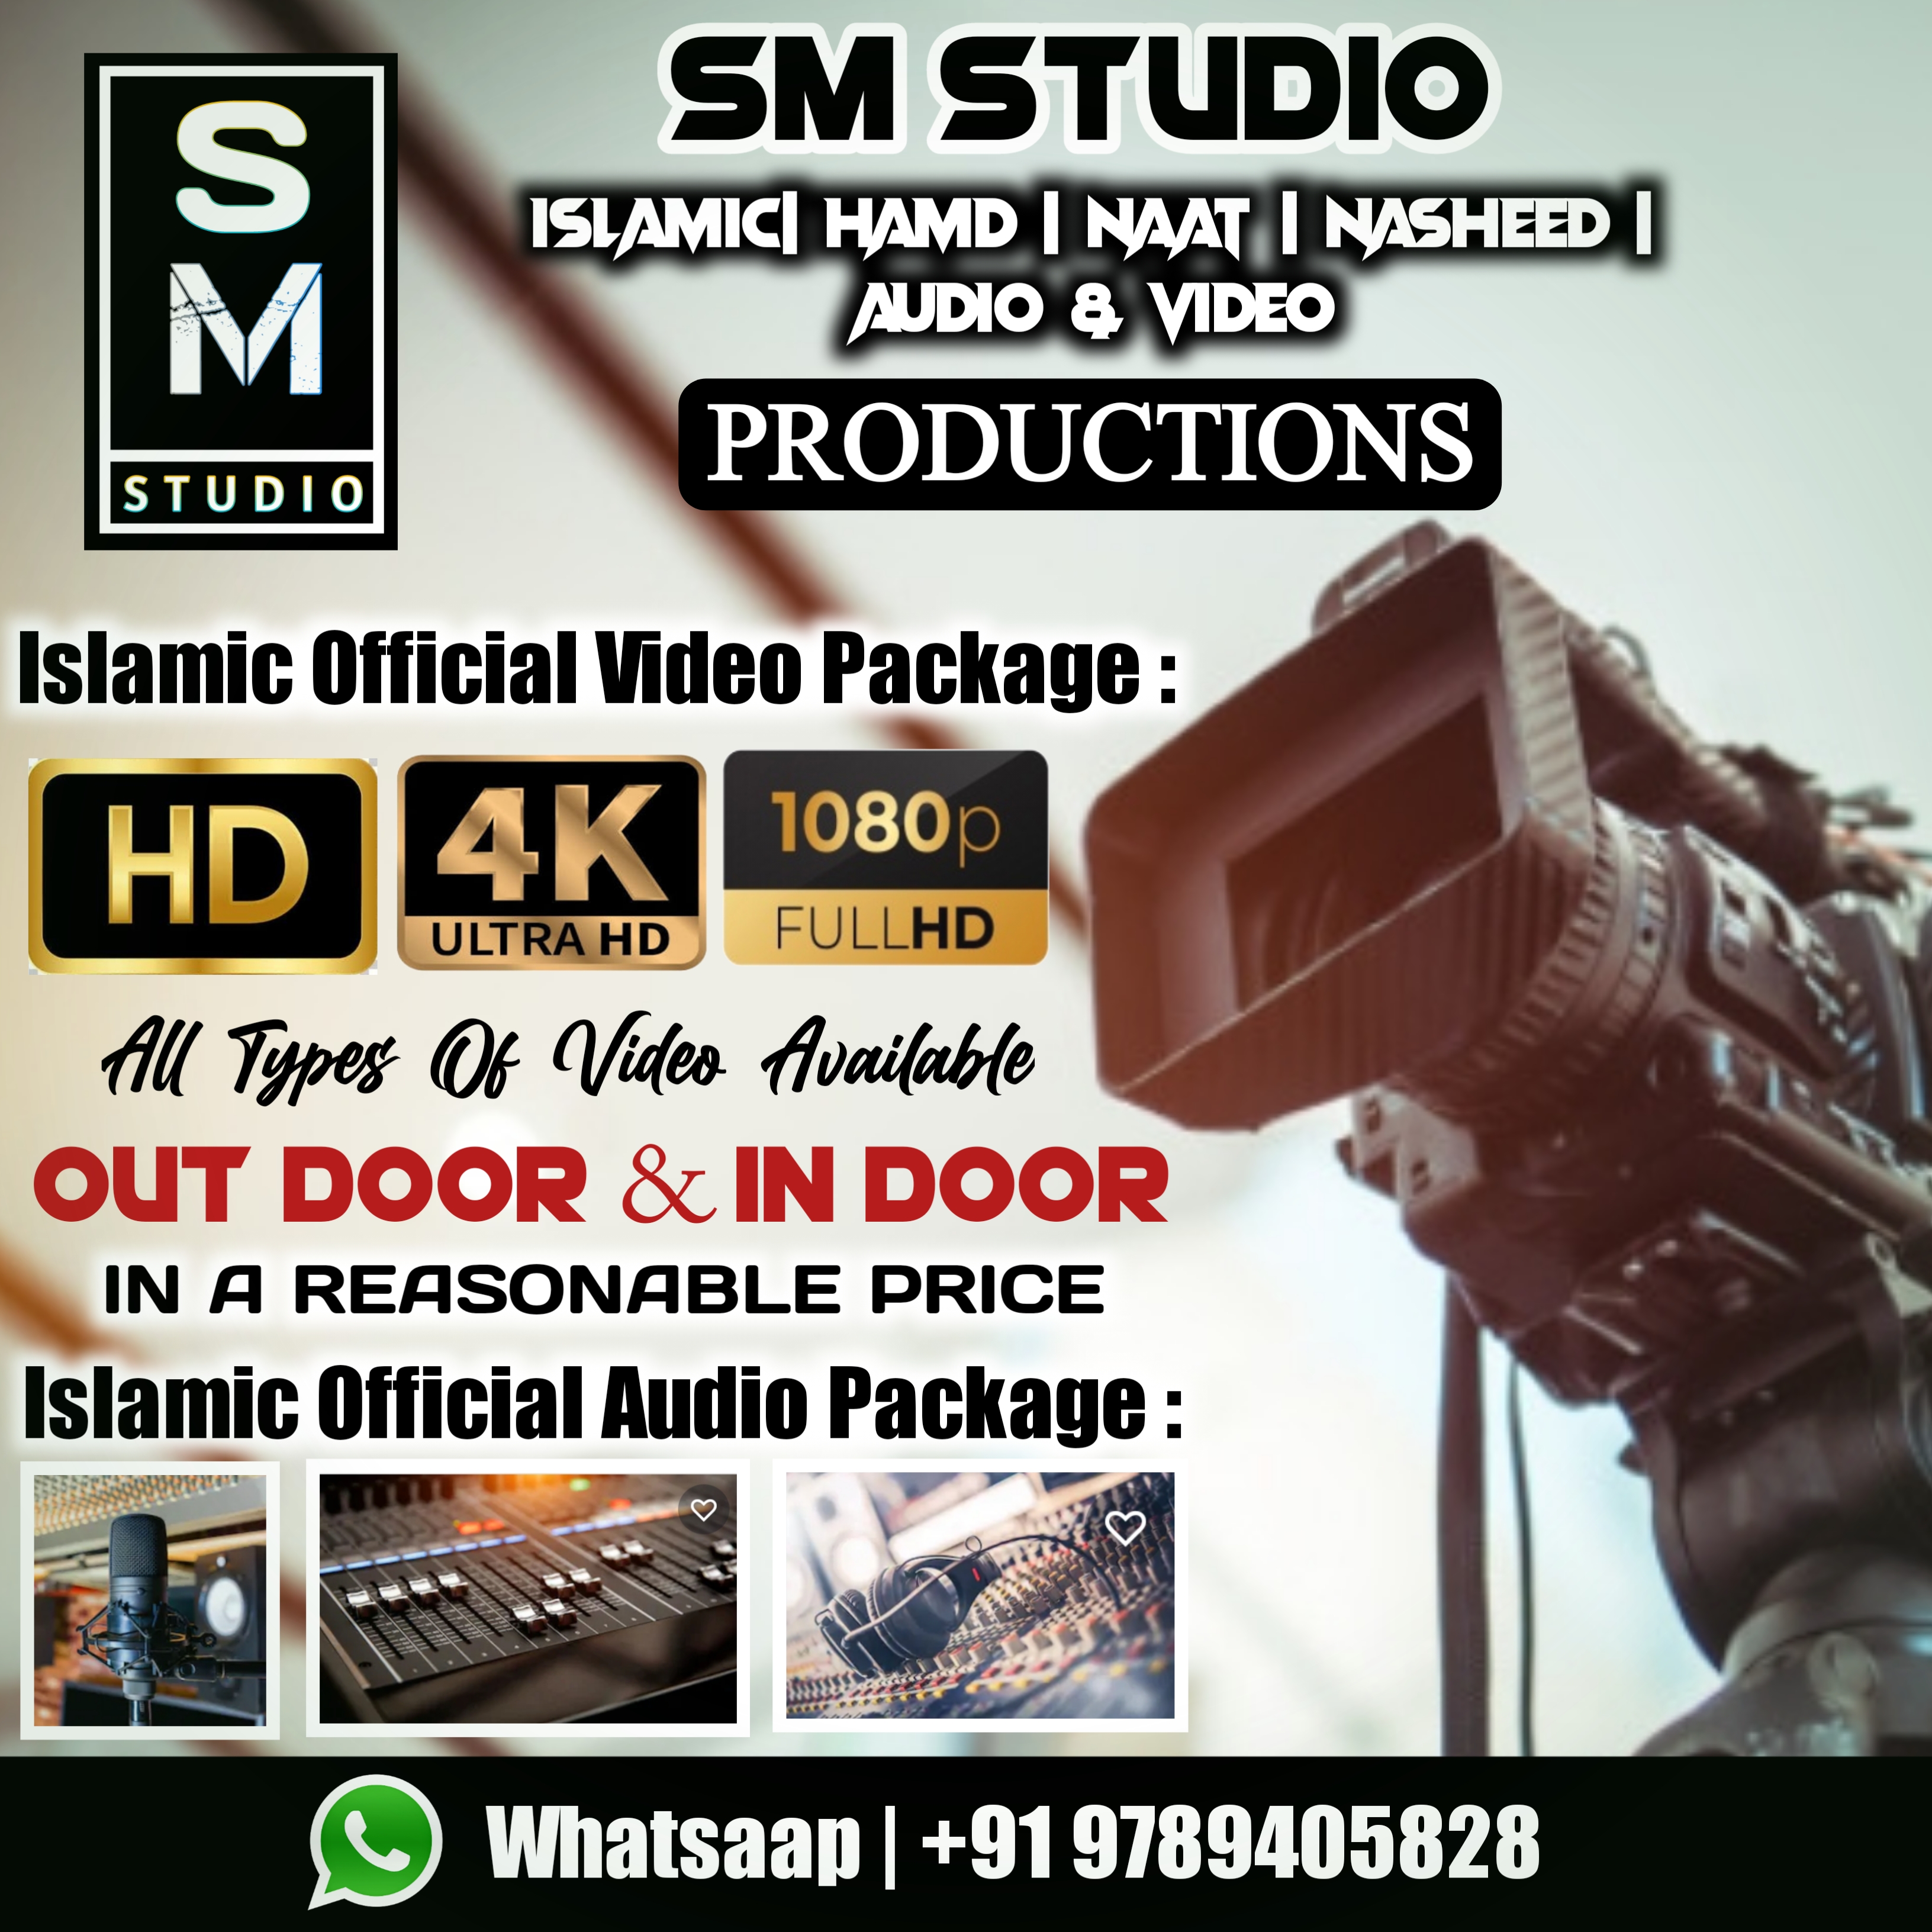 S
M
STUDIO
SM STUDIO
ISLAMIC| HAMD | NAAT | NASHEED |
AUDIO & VIDEO
PRODUCTIONS
Islamic Official Video Package :
HD
4K
ULTRA HD
1080p
FULLHD
All Types Of Video Available
OUT DOOR & IN DOOR
IN A REASONABLE PRICE
Islamic Official Audio Package :
Whatsaap | +91 9789405828